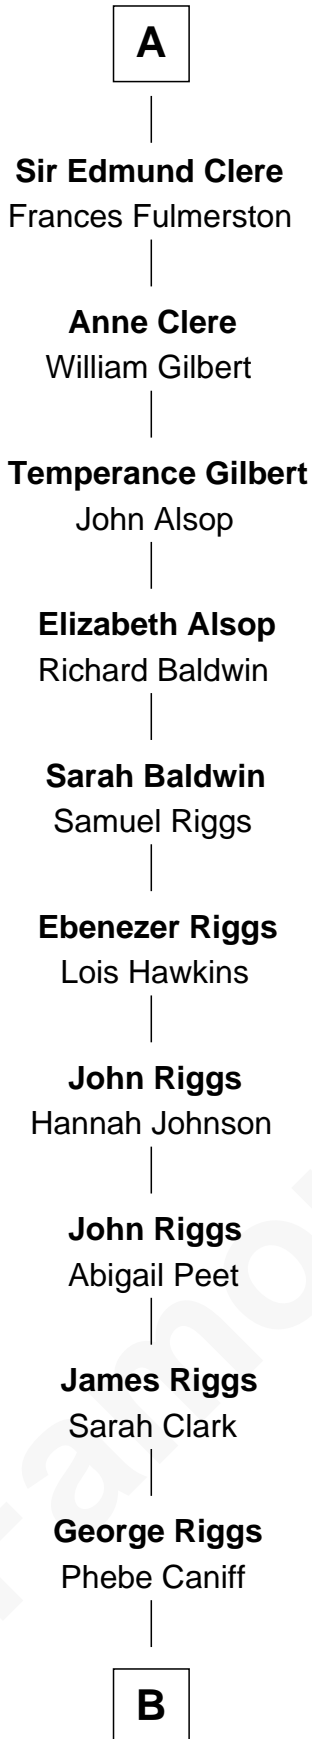 A
Sir Edmund Clere
Frances Fulmerston
Anne Clere
William Gilbert
Temperance Gilbert
John Alsop
Elizabeth Alsop
Richard Baldwin
Sarah Baldwin
Samuel Riggs
Ebenezer Riggs
Lois Hawkins
John Riggs
Hannah Johnson
John Riggs
Abigail Peet
James Riggs
Sarah Clark
George Riggs
Phebe Caniff
B